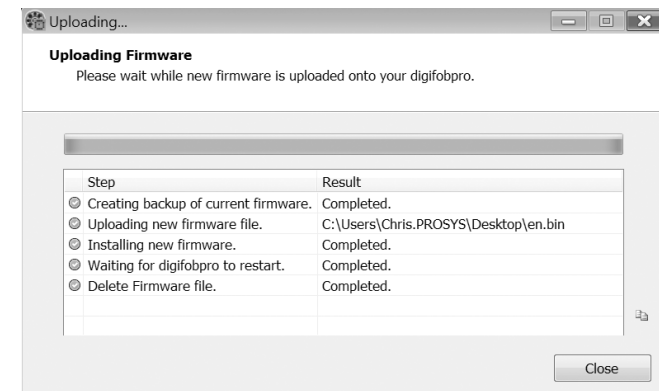 Uploading...
Uploading Firmware
Please wait while new firmware is uploaded onto your digifobpro.
Step Result
Creating backup of current firmware. Completed.
Uploading new firmware file. C:\Users\Chris.PROSYS\Desktop\en.bin
Installing new firmware. Completed.
Waiting for digifobpro to restart. Completed.
Delete Firmware file. Completed.
Close